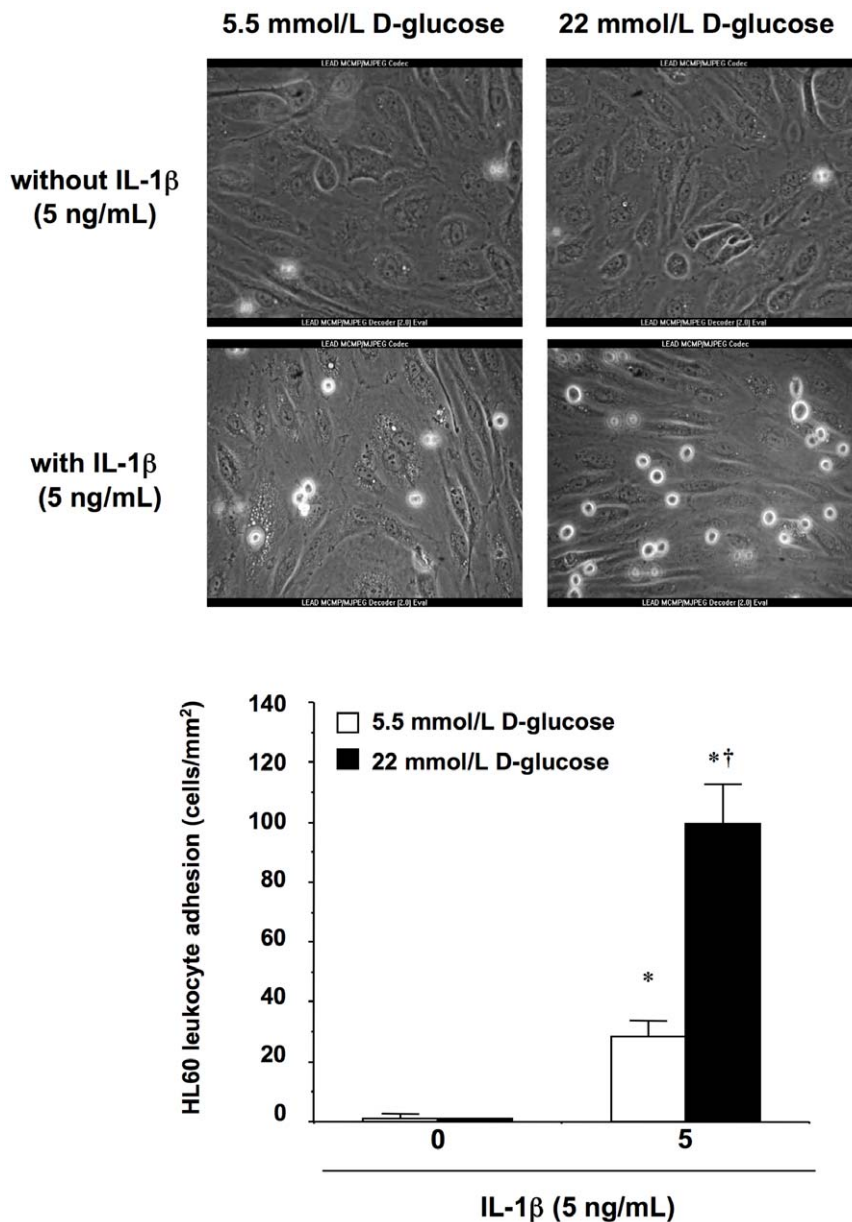 5.5 mmol/L D-glucose
22 mmol/L D-glucose
LEAD MCMP/MJPEG Codec
LEAD MCMP/MJPEG Codec
without IL-1β
(5 ng/mL)
LEAD MCMP/MJPEG Decoder [2.0] Eval
LEAD MCMP/MJPEG Decoder [2.0] Eval
LEAD MCMP/MJPEG Codec
LEAD MCMP/MJPEG Codec
with IL-1β
(5 ng/mL)
LEAD MCMP/MJPEG Decoder [2.0] Eval
LEAD MCMP/MJPEG Decoder [2.0] Eval
HL60 leukocyte adhesion (cells/mm²)
140
120
100
80
60
40
20
0
5.5 mmol/L D-glucose
22 mmol/L D-glucose
*†
*
0
5
IL-1β (5 ng/mL)